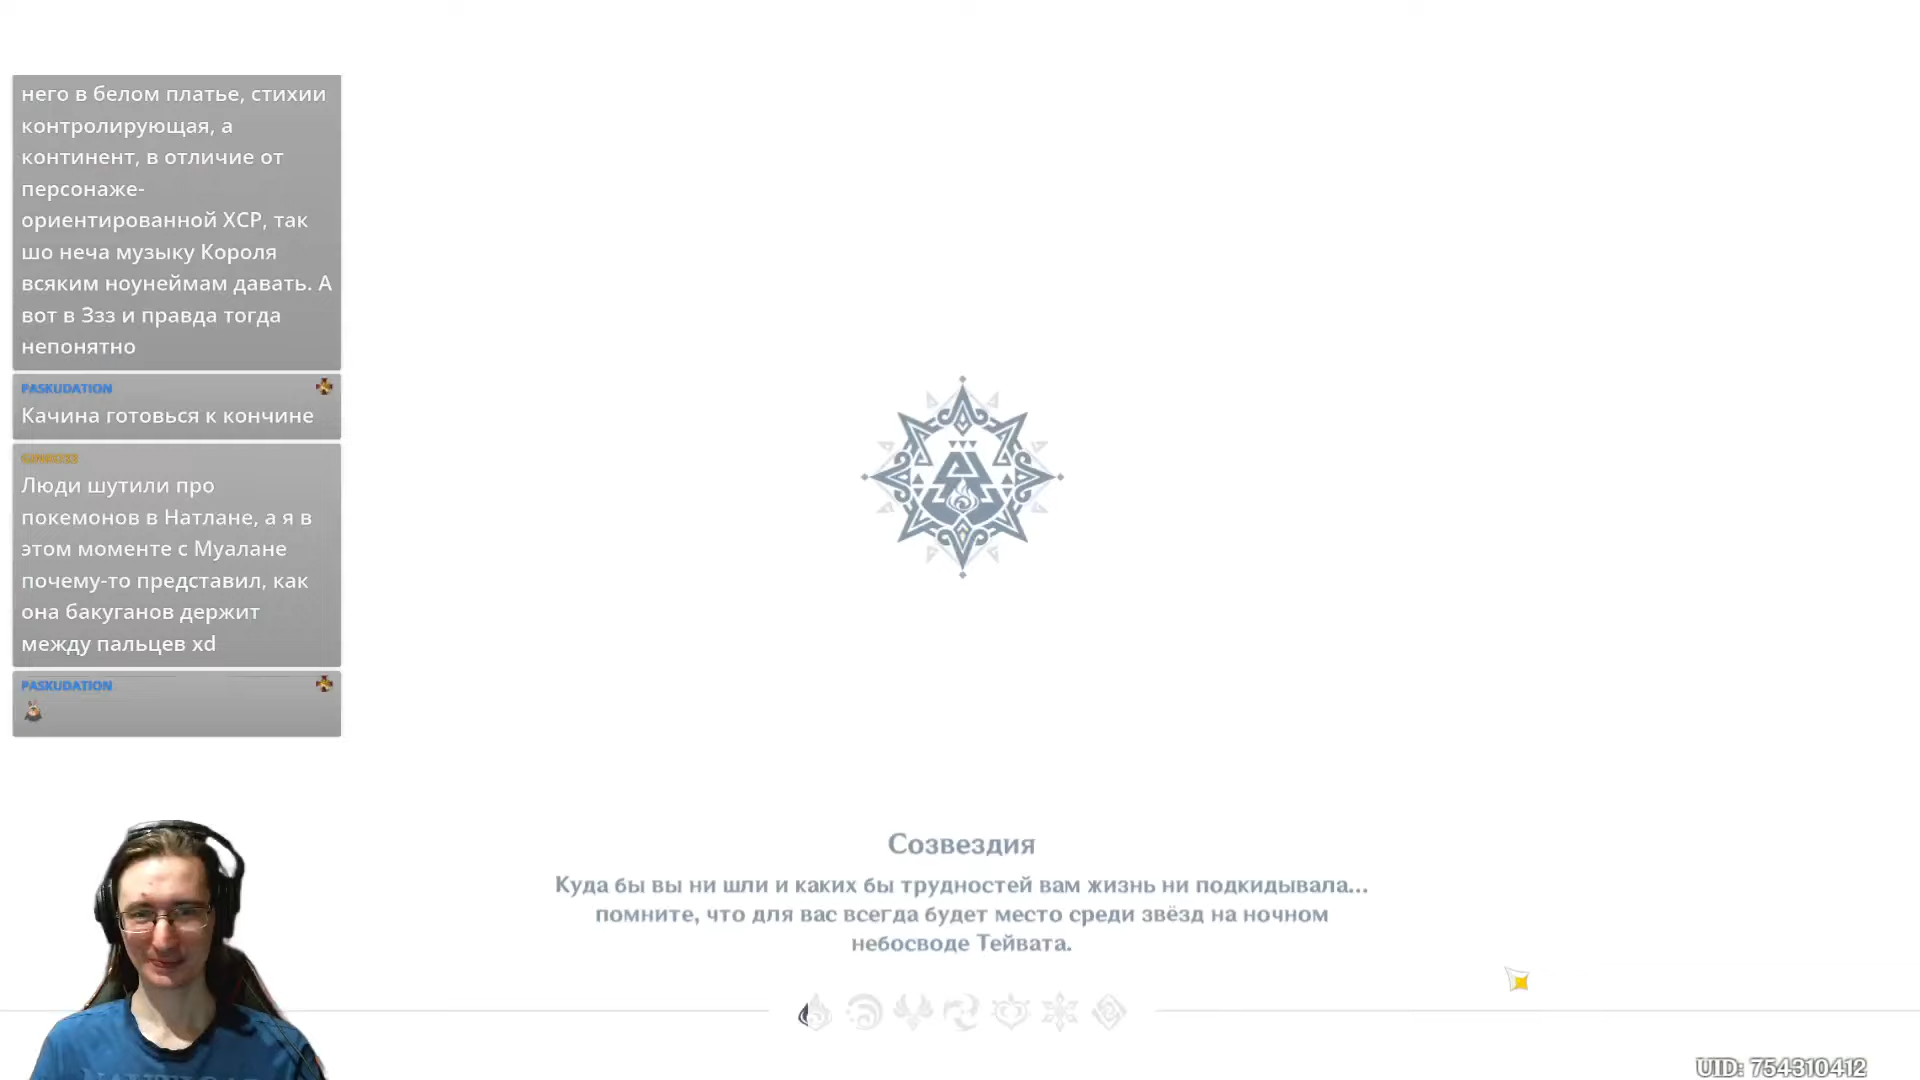 него в белом платье, стихии
контролирующая, а
континент, в отличие от
персонаже-
ориентированной ХСР, так
шо неча музыку Короля
всяким ноунеймам давать. А
вот в Ззз и правда тогда
непонятно
PASKUDATION
Качина готовься к кончине
Люди шутили про
покемонов в Натлане, а я в
этом моменте с Муалане
почему-то представил, как
она бакуганов держит
между пальцев xd
PASKUDATION
Созвездия
Куда бы вы ни шли и каких бы трудностей вам жизнь ни подкидывала...
помните, что для вас всегда будет место среди звёзд на ночном
небосводе Тейвата.
UID: 754310412